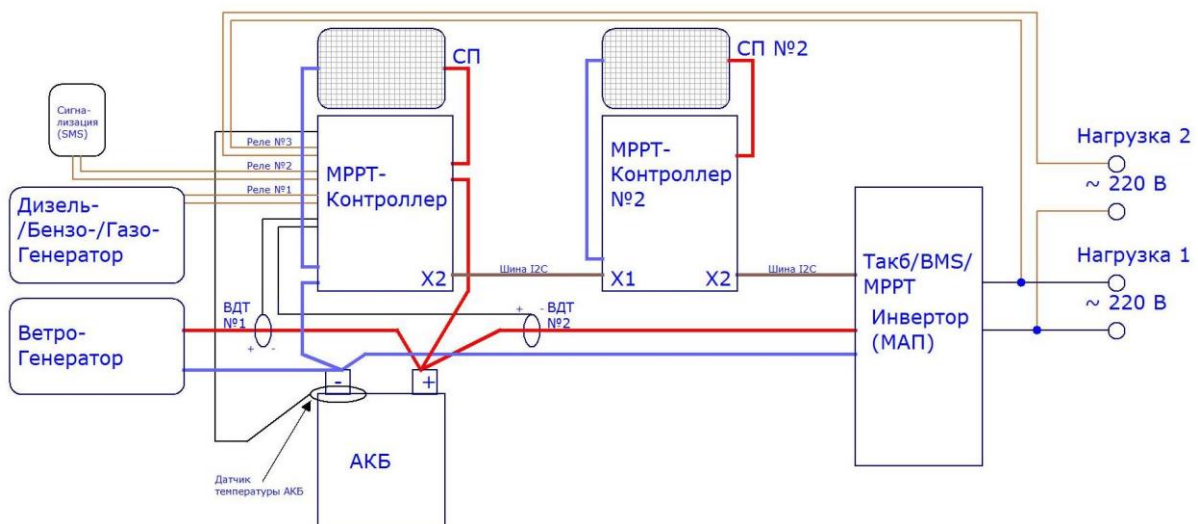 СП
СП №2
Сигна-
лизация
(SMS)
Реле №3
Реле №2
Реле №1
МРРТ-
Контроллер
X2
МРРТ-
Контроллер
№2
X1
X2
Шина I2C
Шина I2C
Нагрузка 2
~ 220 В
Нагрузка 1
~ 220 В
Дизель-
/Бензо-/Газо-
Генератор
Ветро-
Генератор
ВДТ
№1
+ -
+ - ВДТ
№2
Такб/BMS/
МРРТ
Инвертор
(МАП)
- +
АКБ
Датчик
температуры АКБ